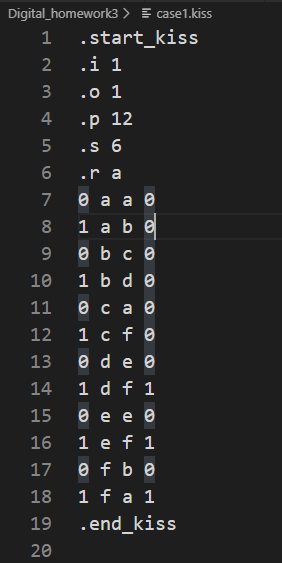 Digital_homework3 > ≡ case1.kiss
1 .start_kiss
2 .i 1
3 .o 1
4 .p 12
5 .s 6
6 .r a
7 0 a a 0
8 1 a b 0
9 0 b c 0
10 1 b d 0
11 0 c a 0
12 1 c f 0
13 0 d e 0
14 1 d f 1
15 0 e e 0
16 1 e f 1
17 0 f b 0
18 1 f a 1
19 .end_kiss
20